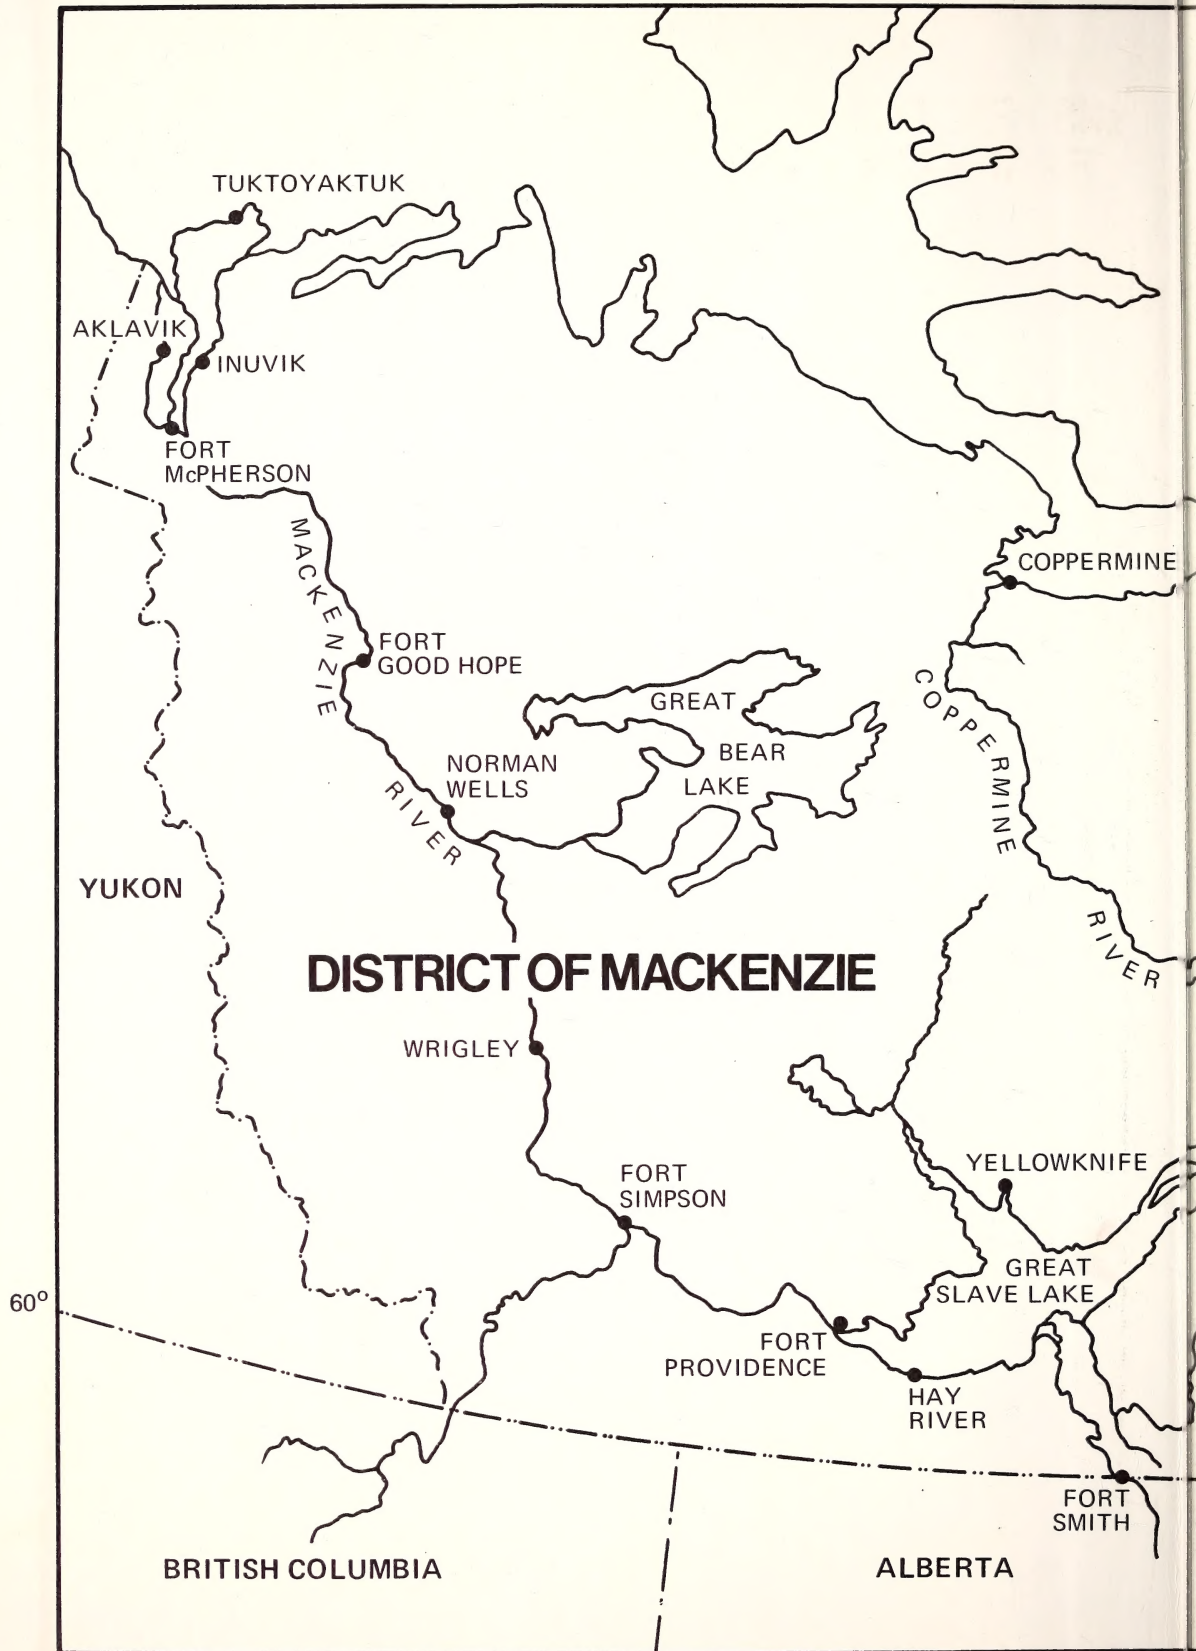 TUKTOYAKTUK
AKLAVIK
INUVIK
FORT
McPHERSON
MACKENZIE
RIVER
FORT
GOOD HOPE
NORMAN
WELLS
GREAT
BEAR
LAKE
COPPERMINE
COPPERMINE
RIVER
YUKON
DISTRICT OF MACKENZIE
WRIGLEY
FORT
SIMPSON
YELLOWKNIFE
GREAT
SLAVE LAKE
60º
FORT
PROVIDENCE
HAY
RIVER
FORT
SMITH
BRITISH COLUMBIA
ALBERTA